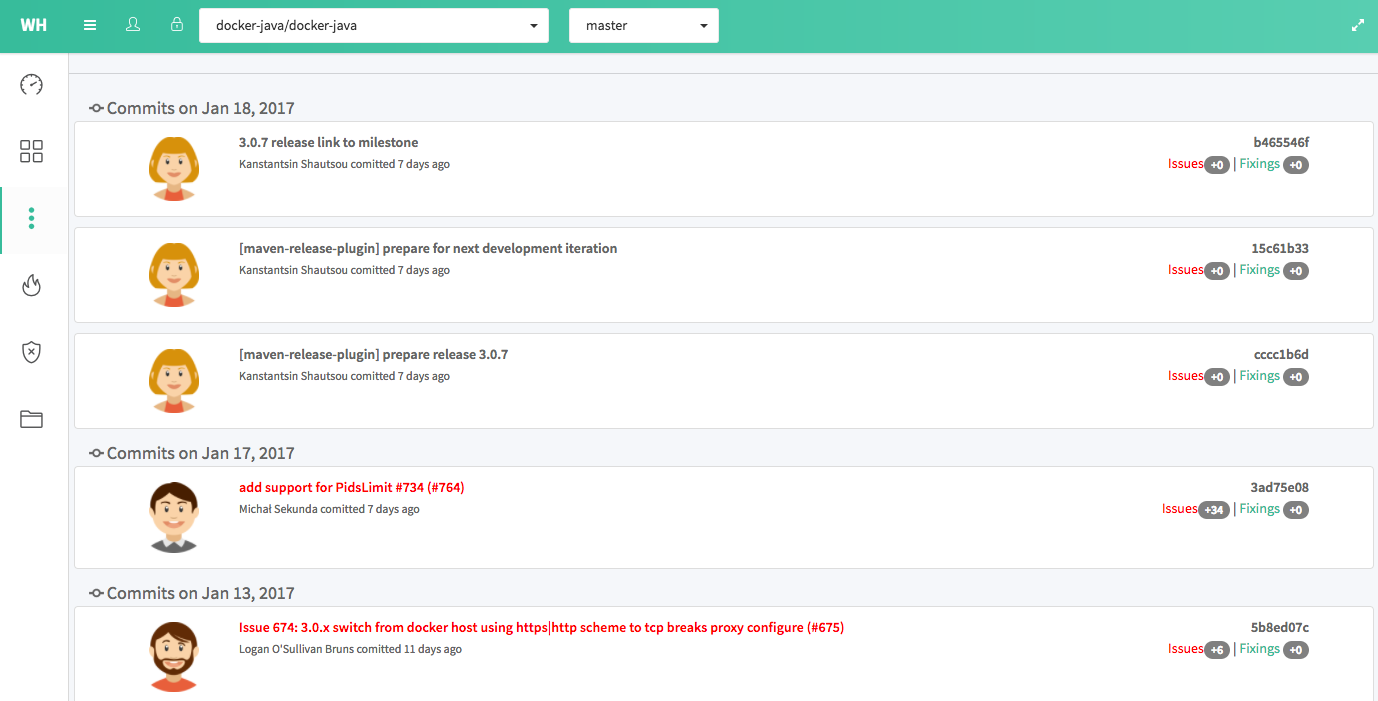 WH
docker-java/docker-java
master
Commits on Jan 18, 2017
3.0.7 release link to milestone
b465546f
Kanstantsin Shautsou comitted 7 days ago
Issues +0 | Fixings +0
[maven-release-plugin] prepare for next development iteration
15c61b33
Kanstantsin Shautsou comitted 7 days ago
Issues +0 | Fixings +0
[maven-release-plugin] prepare release 3.0.7
cccc1b6d
Kanstantsin Shautsou comitted 7 days ago
Issues +0 | Fixings +0
Commits on Jan 17, 2017
add support for PidsLimit #734 (#764)
3ad75e08
Michał Sekunda comitted 7 days ago
Issues +34 | Fixings +0
Commits on Jan 13, 2017
Issue 674: 3.0.x switch from docker host using https|http scheme to tcp breaks proxy configure (#675)
5b8ed07c
Logan O'Sullivan Bruns comitted 11 days ago
Issues +6 | Fixings +0